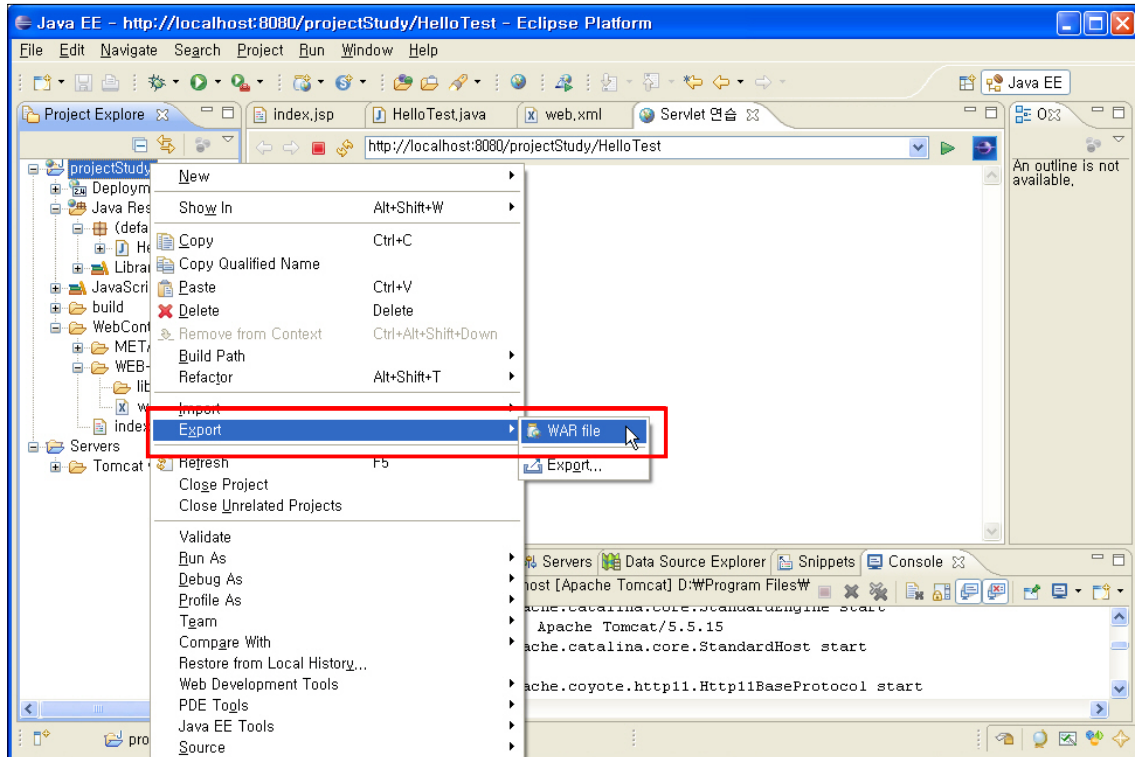 Java EE - http://localhost:8080/projectStudy/HelloTest - Eclipse Platform
File Edit Navigate Search Project Run Window Help
Java EE
Project Explore
index.jsp
HelloTest.java
web.xml
Servlet 연습
http://localhost:8080/projectStudy/HelloTest
An outline is not
available.
projectStudy
Deploym
Java Res
(defa
He
Librar
JavaScri
build
WebCont
META
WEB-
lib
w
index
Servers
Tomcat
New
Show In Alt+Shift+W
Copy Ctrl+C
Copy Qualified Name
Paste Ctrl+V
Delete Delete
Remove from Context Ctrl+Alt+Shift+Down
Build Path
Refactor Alt+Shift+T
Import
Export
WAR file
Export...
Refresh F5
Close Project
Close Unrelated Projects
Validate
Run As
Debug As
Profile As
Team
Compare With
Restore from Local History...
Web Development Tools
PDE Tools
Java EE Tools
Source
Servers Data Source Explorer Snippets Console
host [Apache Tomcat] D:₩Program Files₩
ache.catalina.core.StandardEngine start
Apache Tomcat/5.5.15
ache.catalina.core.StandardHost start
ache.coyote.http11.Http11BaseProtocol start
pro